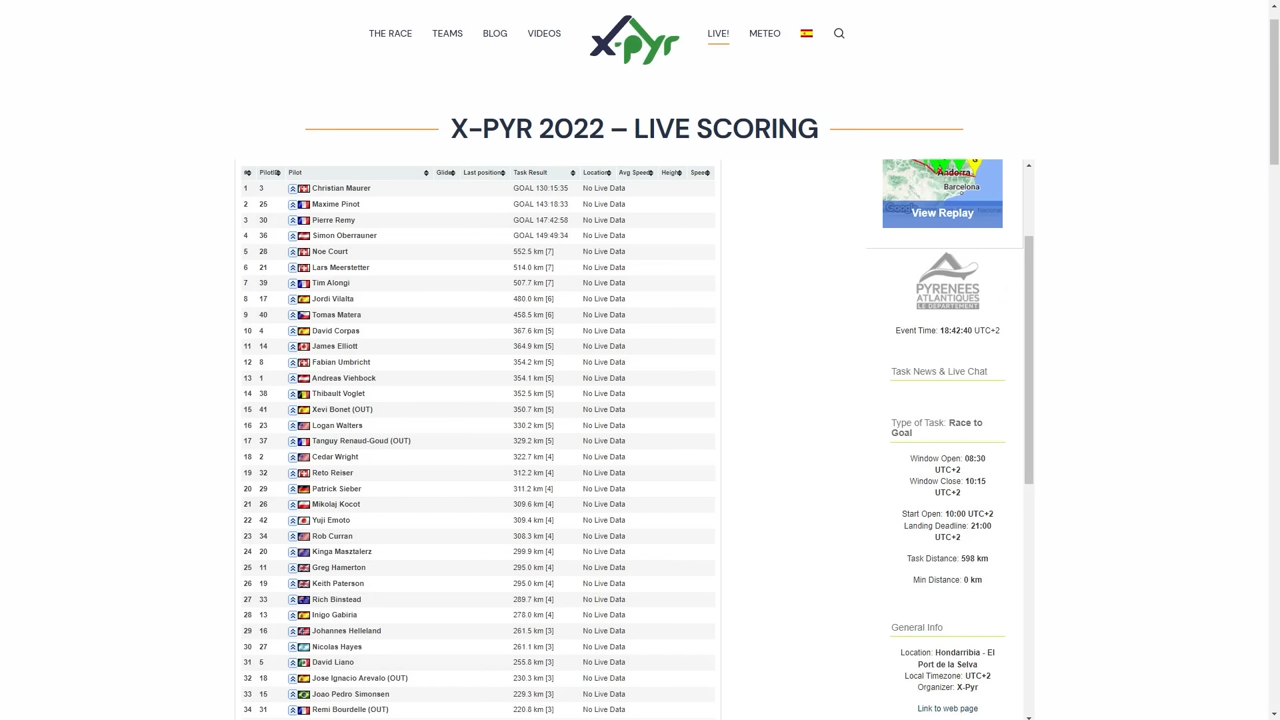 THE RACE TEAMS BLOG VIDEOS x-pyr LIVE! METEO
X-PYR 2022 – LIVE SCORING
# PilotID Pilot Glide Last position Task Result Location Avg Speed Height Speed
1 3 Christian Maurer GOAL 130:15:35 No Live Data
2 25 Maxime Pinot GOAL 143:18:33 No Live Data
3 30 Pierre Remy GOAL 147:42:58 No Live Data
4 36 Simon Oberrauner GOAL 149:49:34 No Live Data
5 28 Noe Court 552.5 km [7] No Live Data
6 21 Lars Meerstetter 514.0 km [7] No Live Data
7 39 Tim Alongi 507.7 km [7] No Live Data
8 17 Jordi Vilalta 480.0 km [6] No Live Data
9 40 Tomas Matera 458.5 km [6] No Live Data
10 4 David Corpas 367.6 km [5] No Live Data
11 14 James Elliott 364.9 km [5] No Live Data
12 8 Fabian Umbricht 354.2 km [5] No Live Data
13 1 Andreas Viehbock 354.1 km [5] No Live Data
14 38 Thibault Voglet 352.5 km [5] No Live Data
15 41 Xevi Bonet (OUT) 350.7 km [5] No Live Data
16 23 Logan Walters 330.2 km [5] No Live Data
17 37 Tanguy Renaud-Goud (OUT) 329.2 km [5] No Live Data
18 2 Cedar Wright 322.7 km [4] No Live Data
19 32 Reto Reiser 312.2 km [4] No Live Data
20 29 Patrick Sieber 311.2 km [4] No Live Data
21 26 Mikolaj Kocot 309.6 km [4] No Live Data
22 42 Yuji Emoto 309.4 km [4] No Live Data
23 34 Rob Curran 308.3 km [4] No Live Data
24 20 Kinga Masztalerz 299.9 km [4] No Live Data
25 11 Greg Hamerton 295.0 km [4] No Live Data
26 19 Keith Paterson 295.0 km [4] No Live Data
27 33 Rich Binstead 289.7 km [4] No Live Data
28 13 Inigo Gabiria 278.0 km [4] No Live Data
29 16 Johannes Helleland 261.5 km [3] No Live Data
30 27 Nicolas Hayes 261.1 km [3] No Live Data
31 5 David Liano 255.8 km [3] No Live Data
32 18 Jose Ignacio Arevalo (OUT) 230.3 km [3] No Live Data
33 15 Joao Pedro Simonsen 229.3 km [3] No Live Data
34 31 Remi Bourdelle (OUT) 220.8 km [3] No Live Data
Andorra
Barcelona
Google
View Replay
PYRENEES
ATLANTIQUES
LE DEPARTEMENT
Event Time: 18:42:40 UTC+2
Task News & Live Chat
Type of Task: Race to
Goal
Window Open: 08:30
UTC+2
Window Close: 10:15
UTC+2
Start Open: 10:00 UTC+2
Landing Deadline: 21:00
UTC+2
Task Distance: 598 km
Min Distance: 0 km
General Info
Location: Hondarribia - El
Port de la Selva
Local Timezone: UTC+2
Organizer: X-Pyr
Link to web page